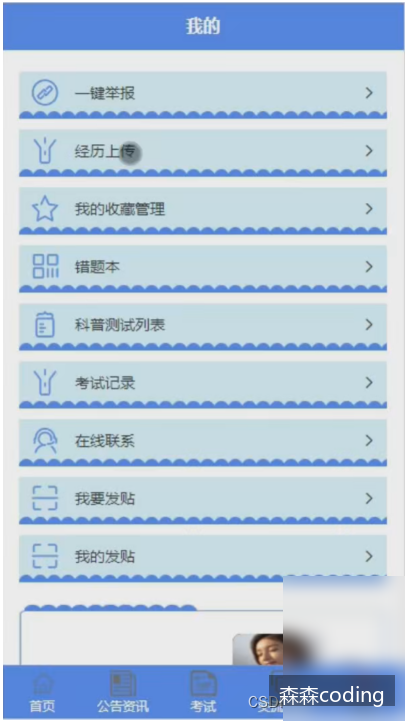 我的
一键举报
经历上传
我的收藏管理
错题本
科普测试列表
考试记录
在线联系
我要发贴
我的发贴
首页
公告资讯
考试
森森coding